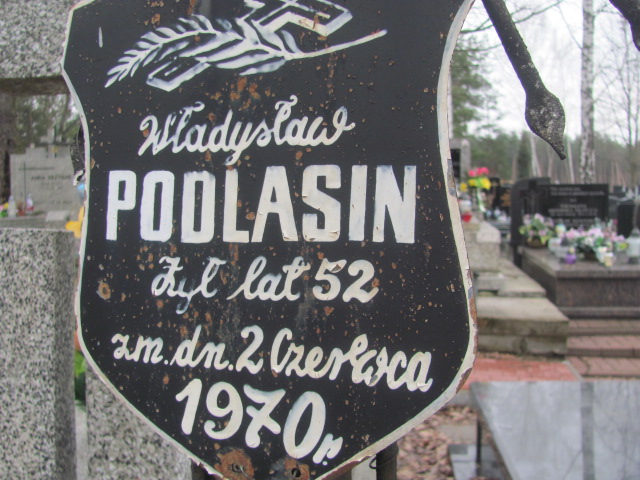 Władysław
PODLASIN
Żył lat 52
zm. dn. 2 Czerwca
1970 r.